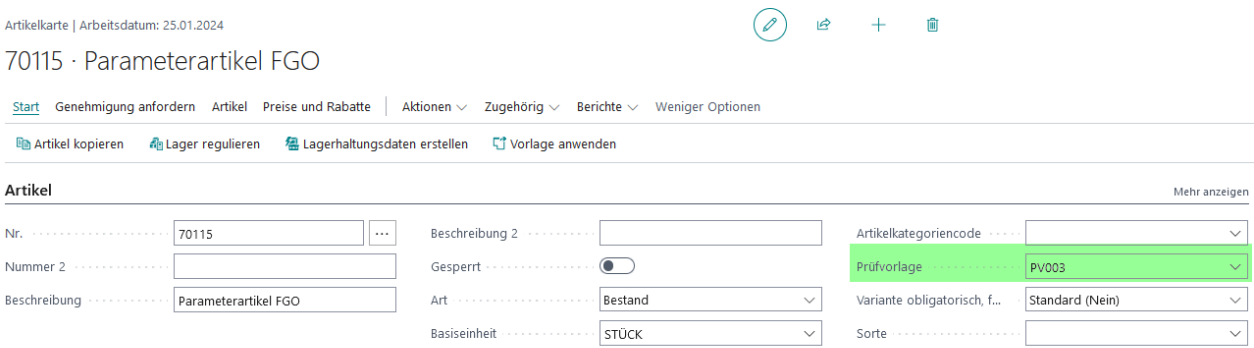 Artikelkarte | Arbeitsdatum: 25.01.2024
70115 · Parameterartikel FGO
Start Genehmigung anfordern Artikel Preise und Rabatte Aktionen Zugehörig Berichte Weniger Optionen
Artikel kopieren Lager regulieren Lagerhaltungsdaten erstellen Vorlage anwenden
Artikel Mehr anzeigen
Nr. 70115 ... Beschreibung 2 Artikelkategoriencode
Nummer 2 Gesperrt Prüfvorlage PV003
Beschreibung Parameterartikel FGO Art Bestand Variante obligatorisch, f... Standard (Nein)
Basiseinheit STÜCK Sorte